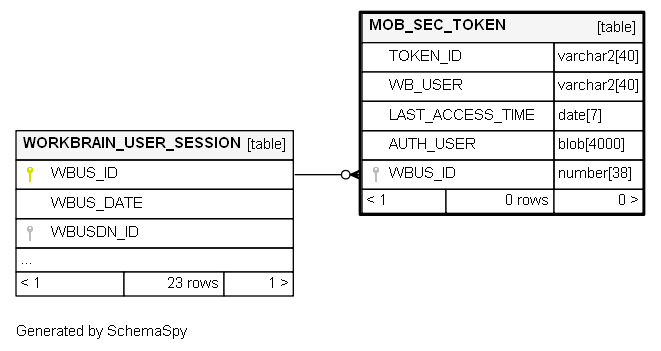 MOB_SEC_TOKEN [table]
TOKEN_ID varchar2[40]
WB_USER varchar2[40]
LAST_ACCESS_TIME date[7]
AUTH_USER blob[4000]
WBUS_ID number[38]
< 1 0 rows 0 >
WORKBRAIN_USER_SESSION [table]
WBUS_ID
WBUS_DATE
WBUSDN_ID
...
< 1 23 rows 1 >
Generated by SchemaSpy